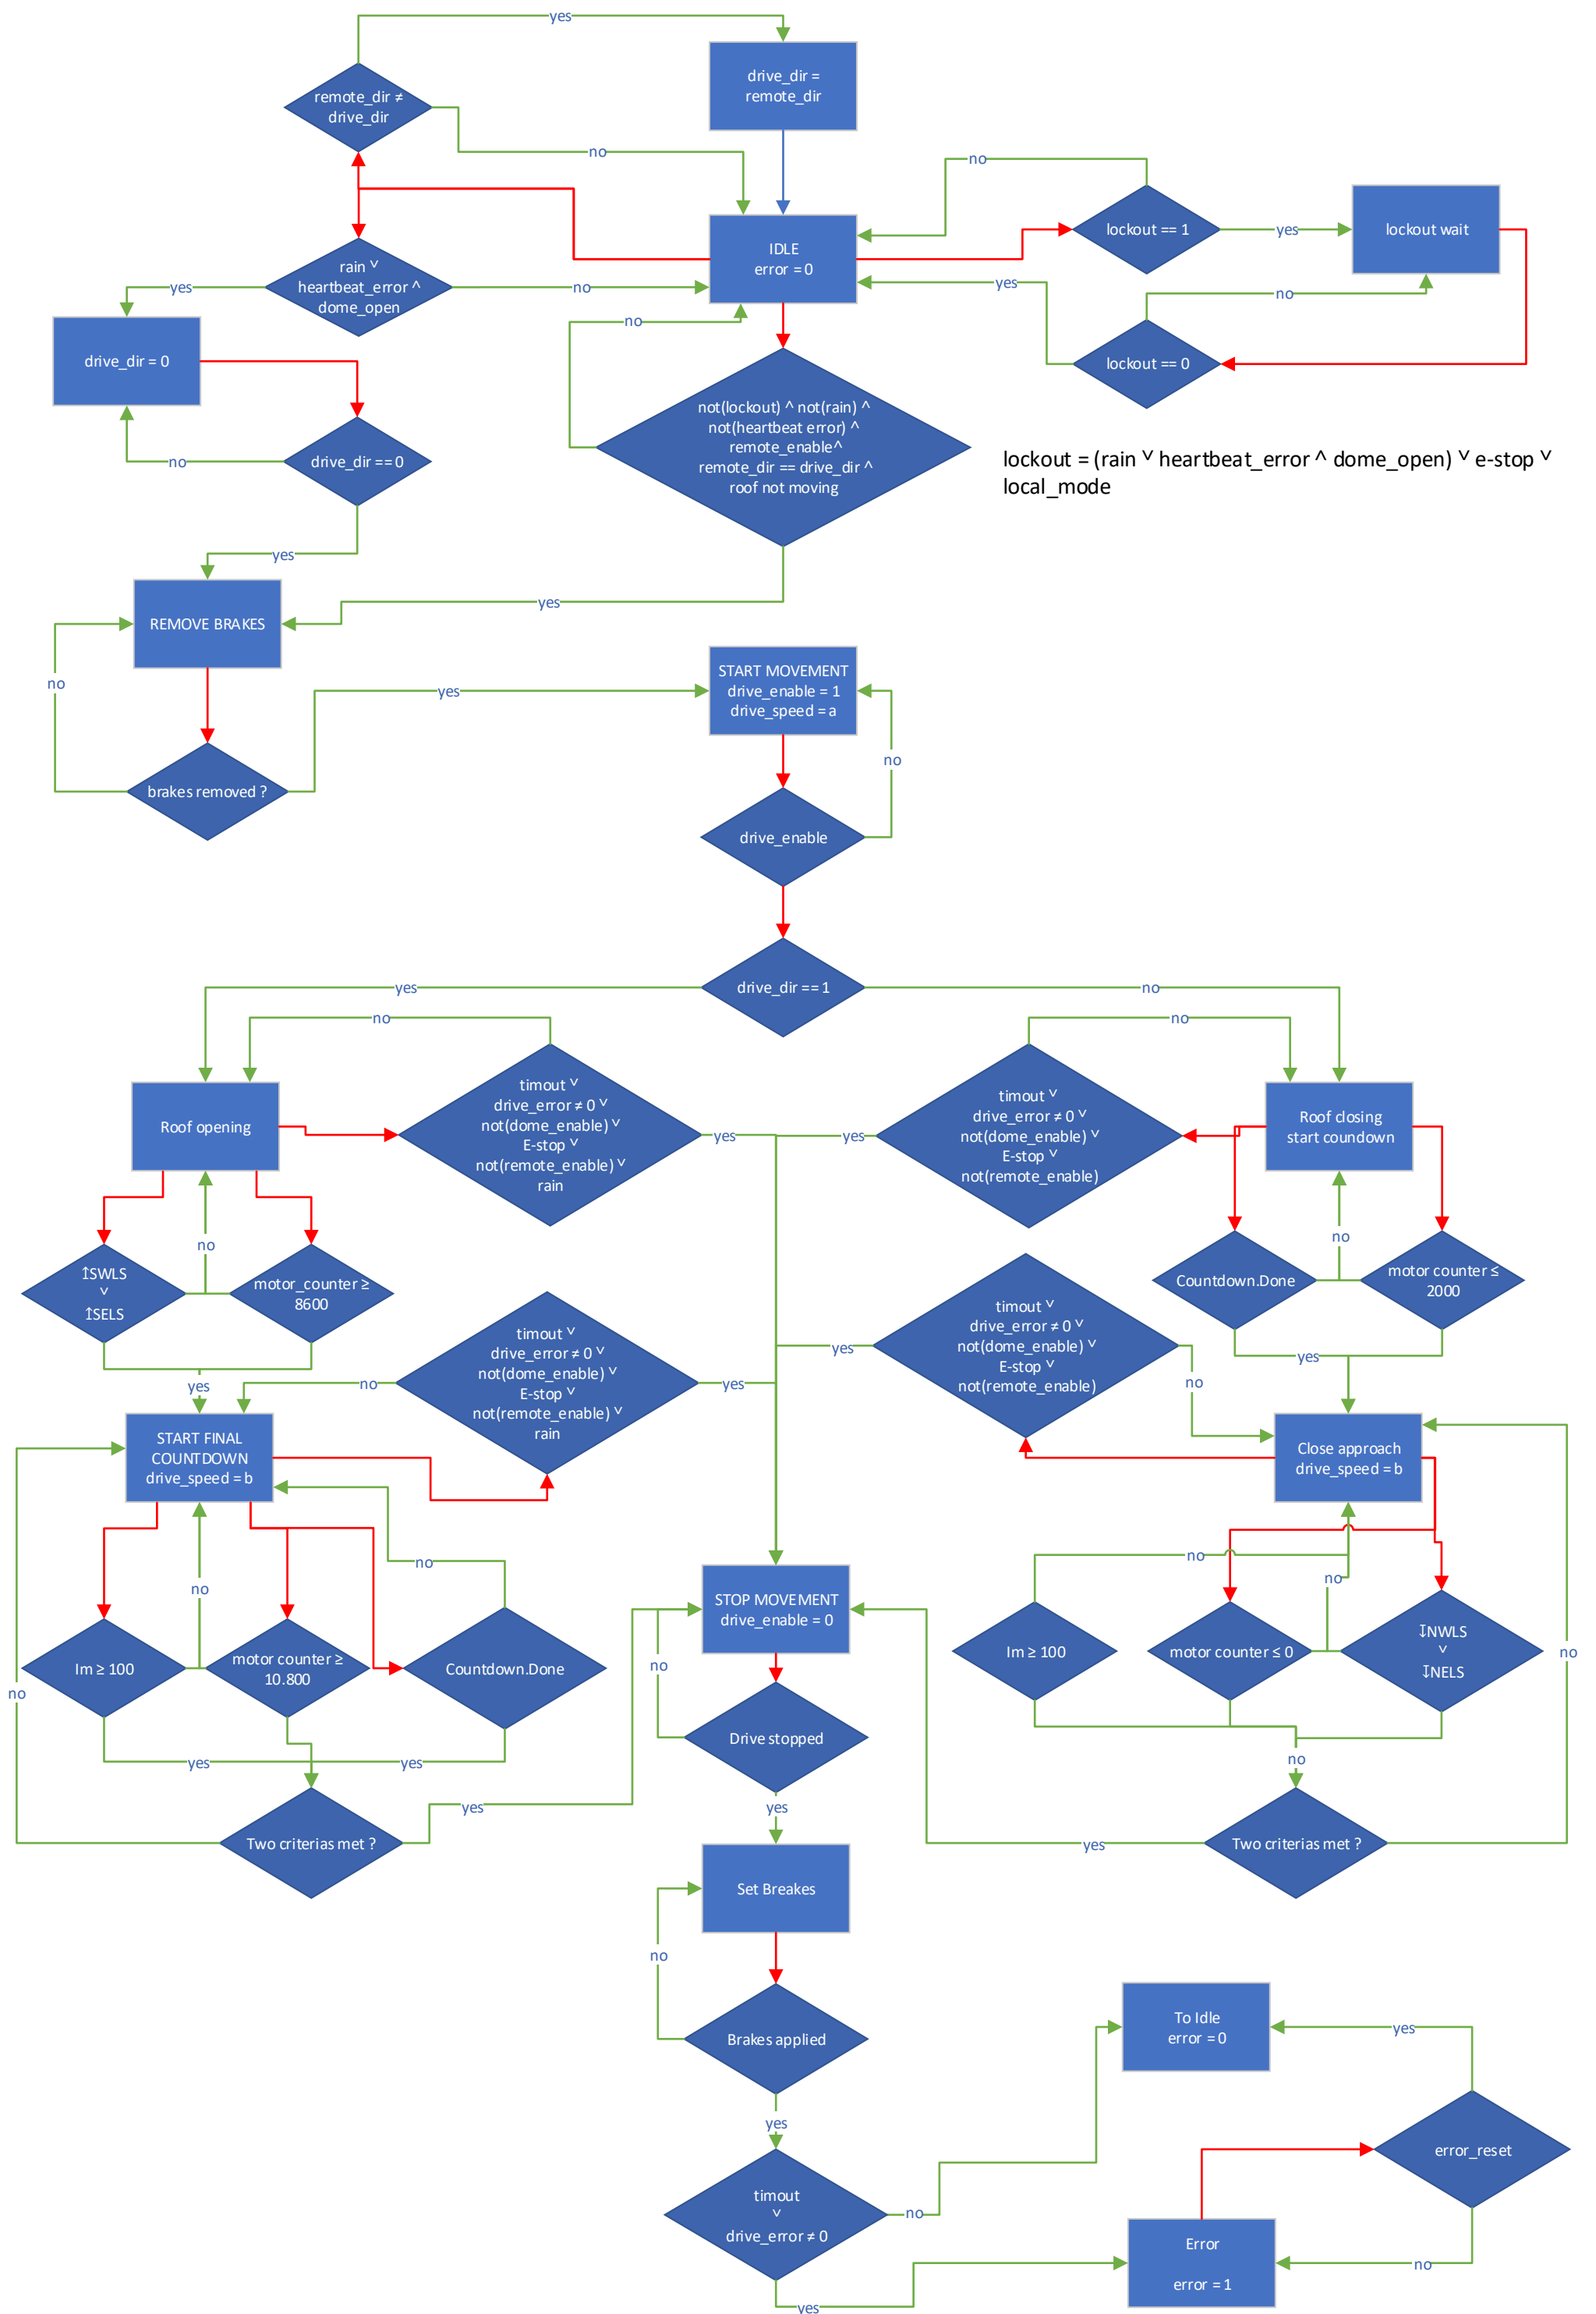 yes
drive_dir =
remote_dir
remote_dir ≠
drive_dir
no
no
lockout == 1
yes
lockout wait
IDLE
error = 0
rain ˅
heartbeat_error ^
dome_open
yes
no
yes
no
no
drive_dir = 0
lockout == 0
not(lockout) ^ not(rain) ^
not(heartbeat error) ^
remote_enable^
remote_dir == drive_dir ^
roof not moving
drive_dir == 0
no
lockout = (rain ˅ heartbeat_error ^ dome_open) ˅ e-stop ˅
local_mode
yes
yes
REMOVE BRAKES
no
yes
START MOVEMENT
drive_enable = 1
drive_speed = a
no
brakes removed ?
drive_enable
yes
drive_dir == 1
no
no
no
timout ˅
drive_error ≠ 0 ˅
not(dome_enable) ˅
E-stop ˅
not(remote_enable) ˅
rain
timout ˅
drive_error ≠ 0 ˅
not(dome_enable) ˅
E-stop ˅
not(remote_enable)
Roof opening
yes
yes
Roof closing
start coundown
no
no
↥SWLS
˅
↥SELS
motor_counter ≥
8600
Countdown.Done
motor counter ≤
2000
timout ˅
drive_error ≠ 0 ˅
not(dome_enable) ˅
E-stop ˅
not(remote_enable) ˅
rain
timout ˅
drive_error ≠ 0 ˅
not(dome_enable) ˅
E-stop ˅
not(remote_enable)
yes
yes
no
yes
yes
no
START FINAL
COUNTDOWN
drive_speed = b
Close approach
drive_speed = b
no
no
no
no
STOP MOVEMENT
drive_enable = 0
Im ≥ 100
motor counter ≥
10.800
Countdown.Done
no
no
Im ≥ 100
motor counter ≤ 0
↧NWLS
˅
↧NELS
no
Drive stopped
yes
yes
no
yes
yes
Two criterias met ?
Two criterias met ?
yes
Set Breakes
no
Brakes applied
To Idle
error = 0
yes
yes
error_reset
timout
˅
drive_error ≠ 0
no
Error
error = 1
no
yes